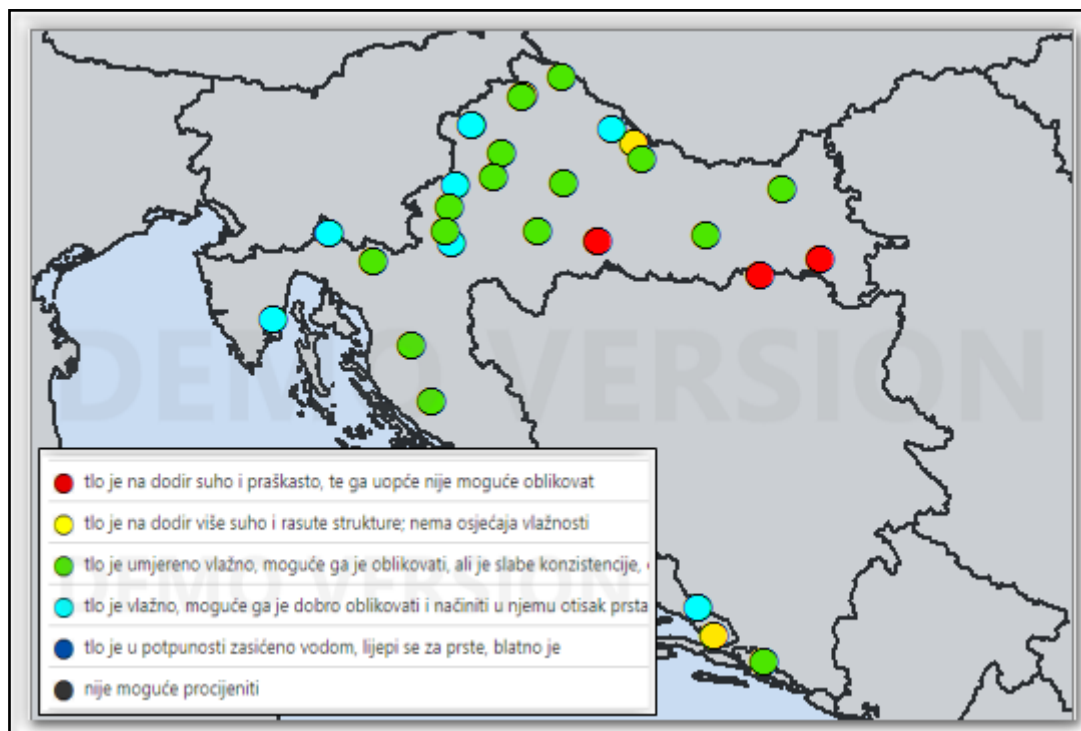 DEMO VERSION
tlo je na dodir suho i praškasto, te ga uopće nije moguće oblikovat
tlo je na dodir više suho i rasute strukture; nema osjećaja vlažnosti
tlo je umjereno vlažno, moguće ga je oblikovati, ali je slabe konzistencije,
DEMO VERSION
tlo je vlažno, moguće ga je dobro oblikovati i načiniti u njemu otisak prsta
tlo je u potpunosti zasićeno vodom, lijepi se za prste, blatno je
nije moguće procijeniti